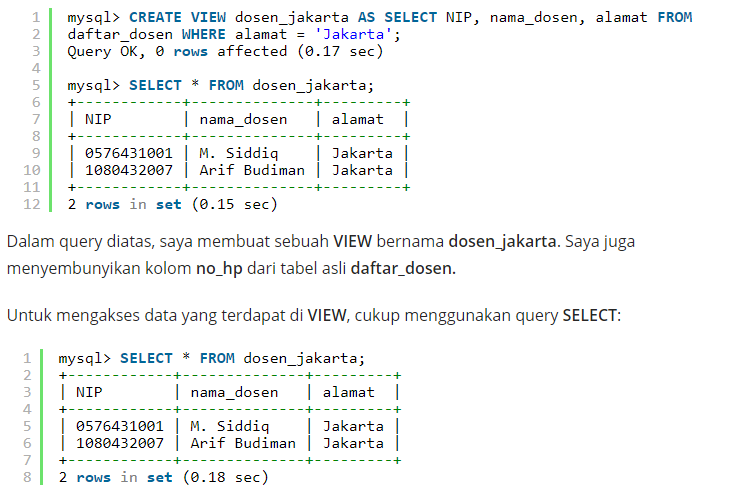 1 mysql> CREATE VIEW dosen_jakarta AS SELECT NIP, nama_dosen, alamat FROM
2 daftar_dosen WHERE alamat = 'Jakarta';
3 Query OK, 0 rows affected (0.17 sec)
4
5 mysql> SELECT * FROM dosen_jakarta;
6 +------------+--------------+---------+
7 | NIP        | nama_dosen   | alamat  |
8 +------------+--------------+---------+
9 | 0576431001 | M. Siddiq    | Jakarta |
10 | 1080432007 | Arif Budiman | Jakarta |
11 +------------+--------------+---------+
12 2 rows in set (0.15 sec)
Dalam query diatas, saya membuat sebuah VIEW bernama dosen_jakarta. Saya juga
menyembunyikan kolom no_hp dari tabel asli daftar_dosen.
Untuk mengakses data yang terdapat di VIEW, cukup menggunakan query SELECT:
1 mysql> SELECT * FROM dosen_jakarta;
2 +------------+--------------+---------+
3 | NIP        | nama_dosen   | alamat  |
4 +------------+--------------+---------+
5 | 0576431001 | M. Siddiq    | Jakarta |
6 | 1080432007 | Arif Budiman | Jakarta |
7 +------------+--------------+---------+
8 2 rows in set (0.18 sec)